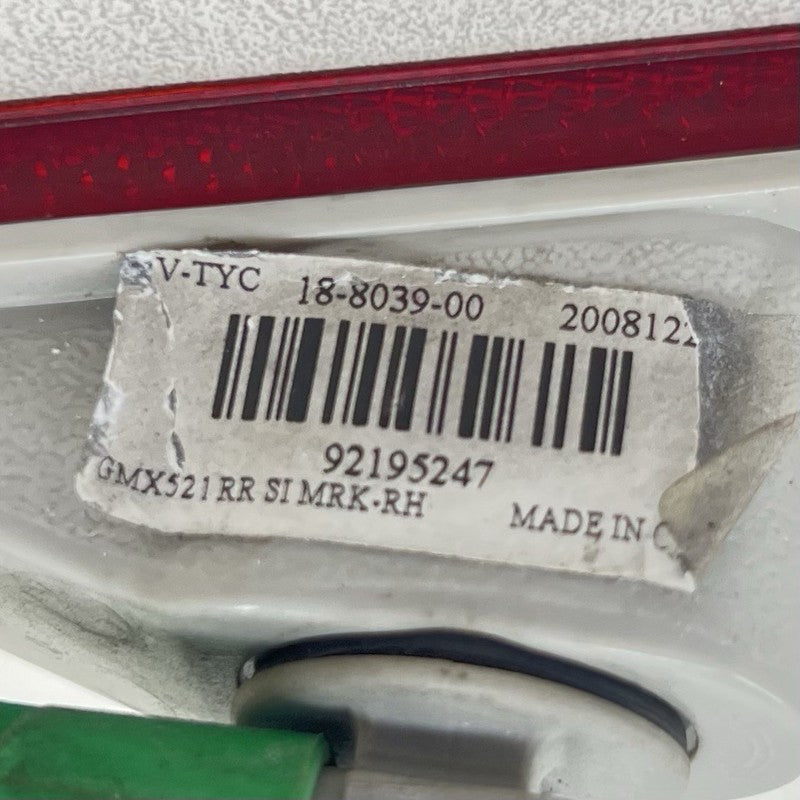 V-TYC 18-8039-00 2008122
92195247
GMX521 RR SI MRK-RH MADE IN C